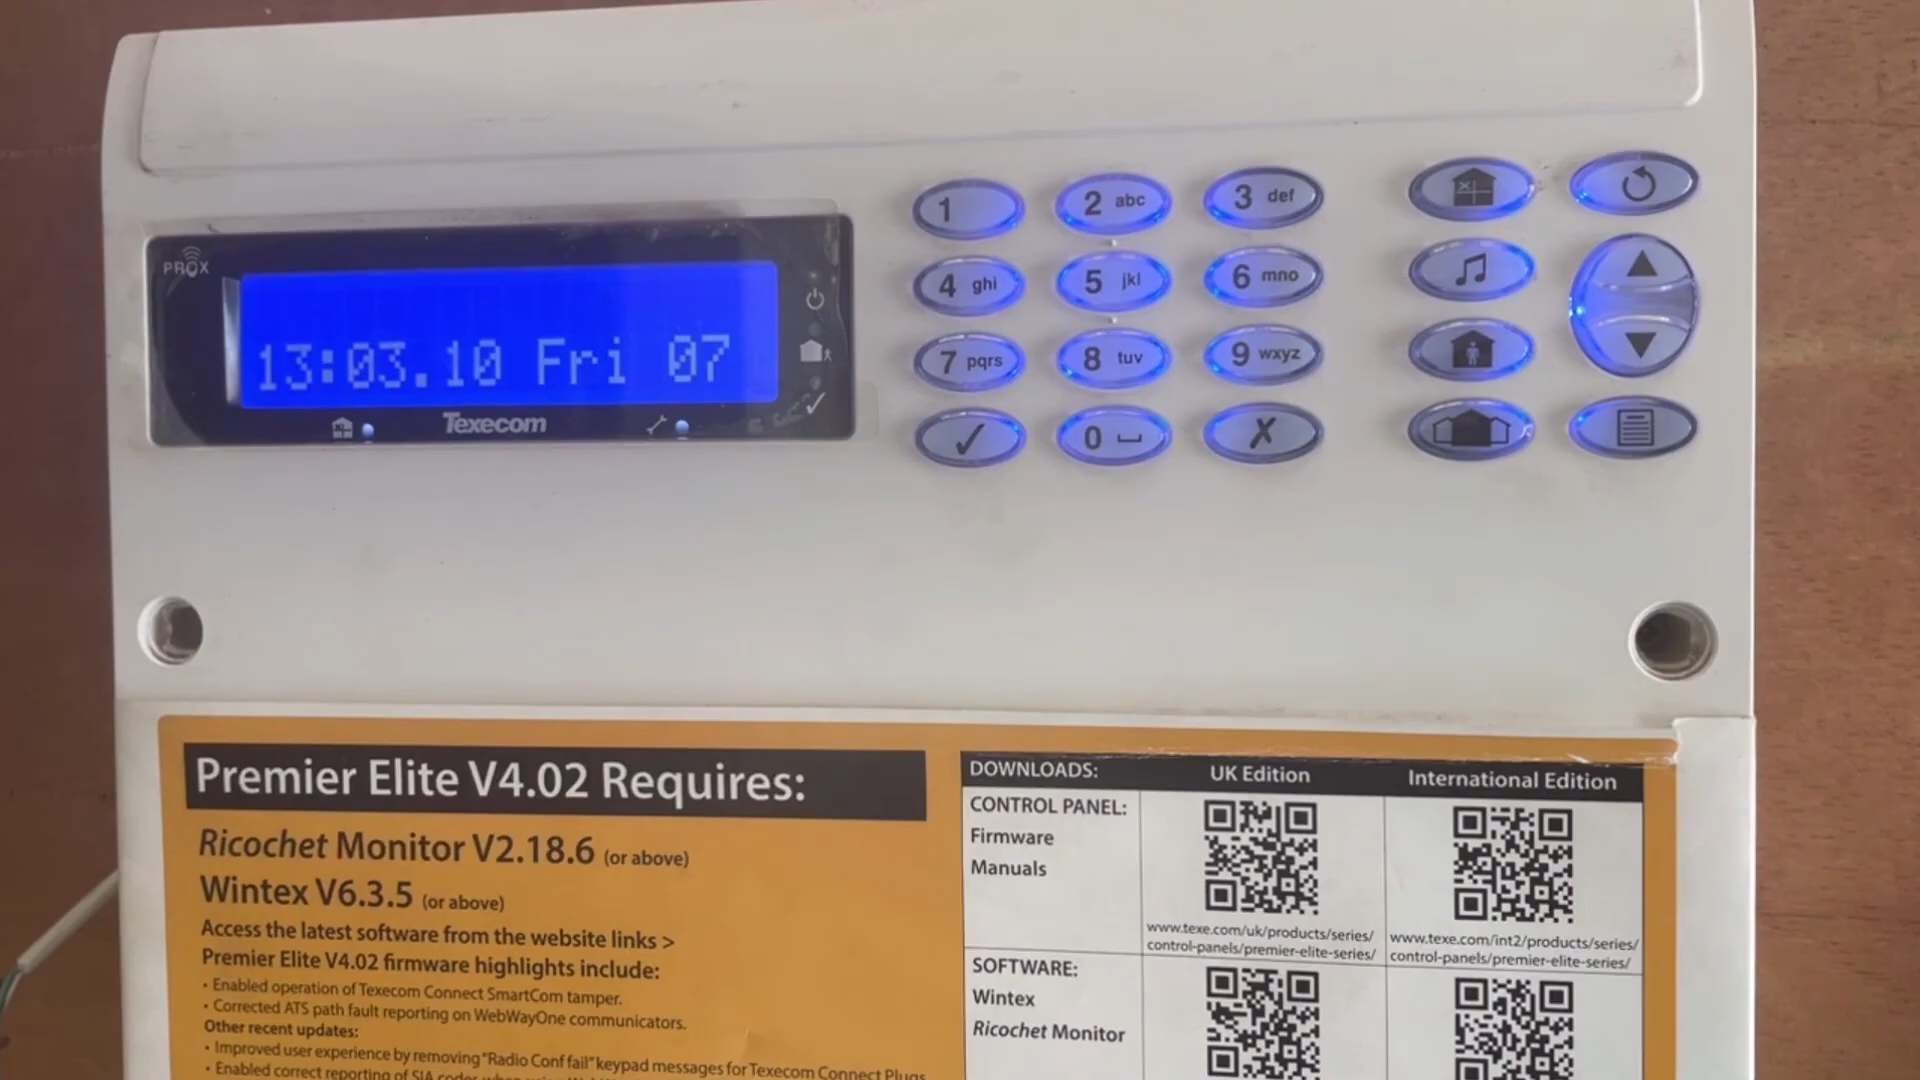 PROX
13:03.10 Fri 07
Texecom
1
2 abc
3 def
4 ghi
5 jkl
6 mno
7 pqrs
8 tuv
9 wxyz
0
Premier Elite V4.02 Requires:
Ricochet Monitor V2.18.6 (or above)
Wintex V6.3.5 (or above)
Access the latest software from the website links >
Premier Elite V4.02 firmware highlights include:
• Enabled operation of Texecom Connect SmartCom tamper.
• Corrected ATS path fault reporting on WebWayOne communicators.
Other recent updates:
• Improved user experience by removing "Radio Conf fail" keypad messages for Texecom Connect Plugs
• Enabled correct reporting of SIA codes when using
DOWNLOADS:
UK Edition
International Edition
CONTROL PANEL:
Firmware
Manuals
www.texe.com/uk/products/series/
control-panels/premier-elite-series/
www.texe.com/int2/products/series/
control-panels/premier-elite-series/
SOFTWARE:
Wintex
Ricochet Monitor